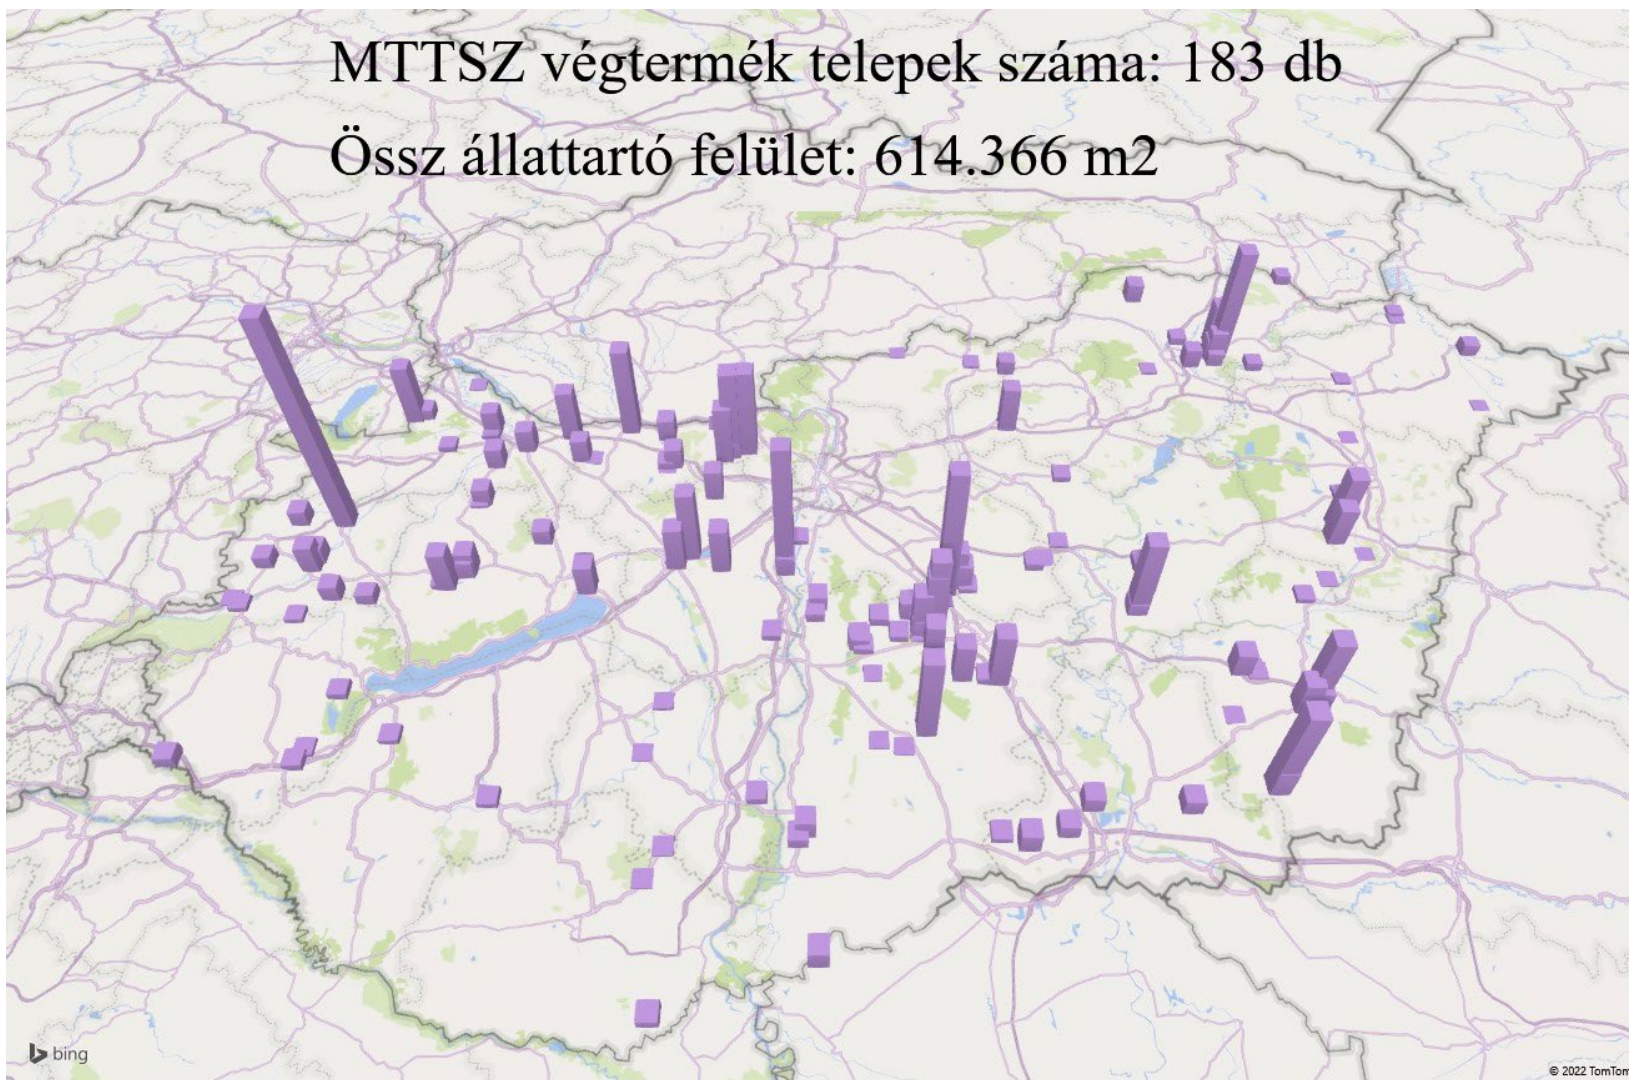 MTTSZ végtermék telepek száma: 183 db
Össz állattartó felület: 614.366 m2
bing
© 2022 TomTom